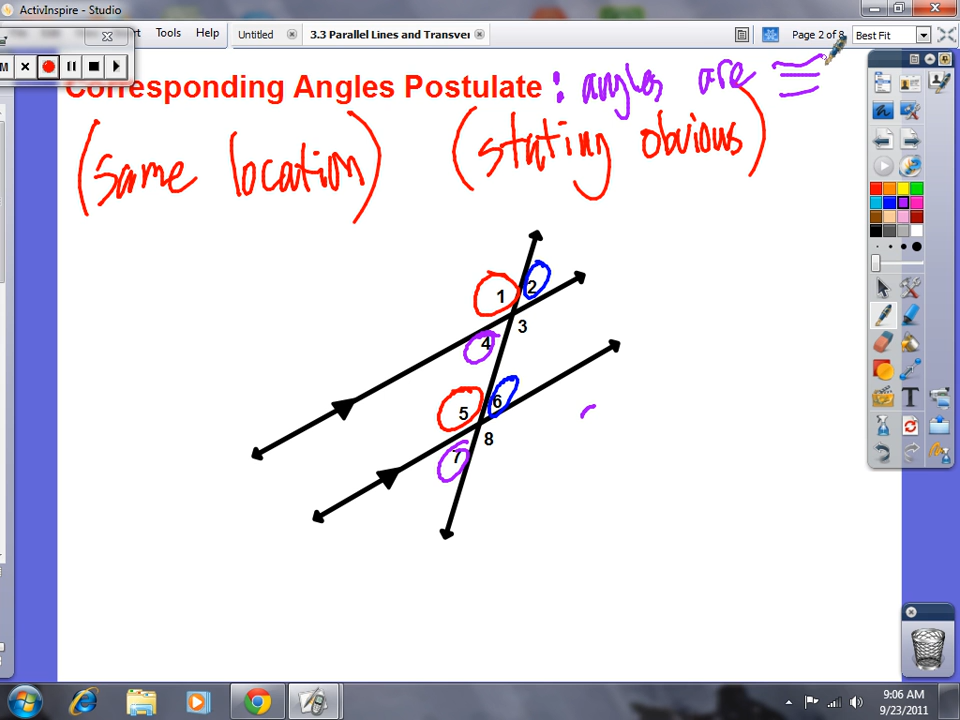 ActivInspire - Studio
Tools Help Untitled 3.3 Parallel Lines and Transver Page 2 of 8 Best Fit
M
Corresponding Angles Postulate : angles are ≅
(same location) (stating obvious)
1 2
3
4
5 6
7 8
T
9:06 AM
9/23/2011